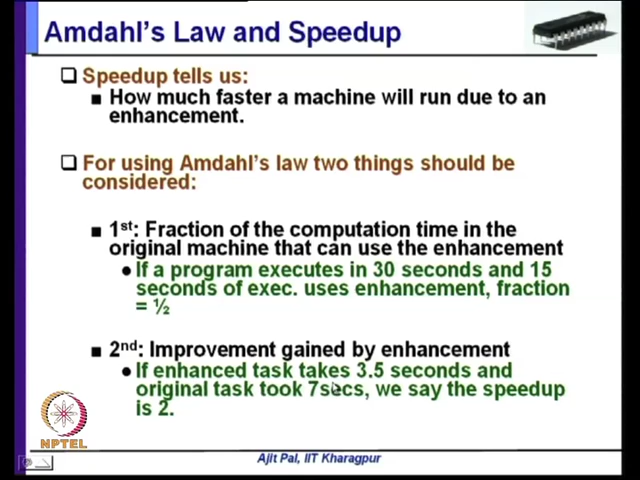 Amdahl's Law and Speedup
Speedup tells us:
How much faster a machine will run due to an
enhancement.
For using Amdahl's law two things should be
considered:
1st: Fraction of the computation time in the
original machine that can use the enhancement
If a program executes in 30 seconds and 15
seconds of exec. uses enhancement, fraction
= ½
2nd: Improvement gained by enhancement
If enhanced task takes 3.5 seconds and
original task took 7secs, we say the speedup
is 2.
NPTEL
Ajit Pal, IIT Kharagpur